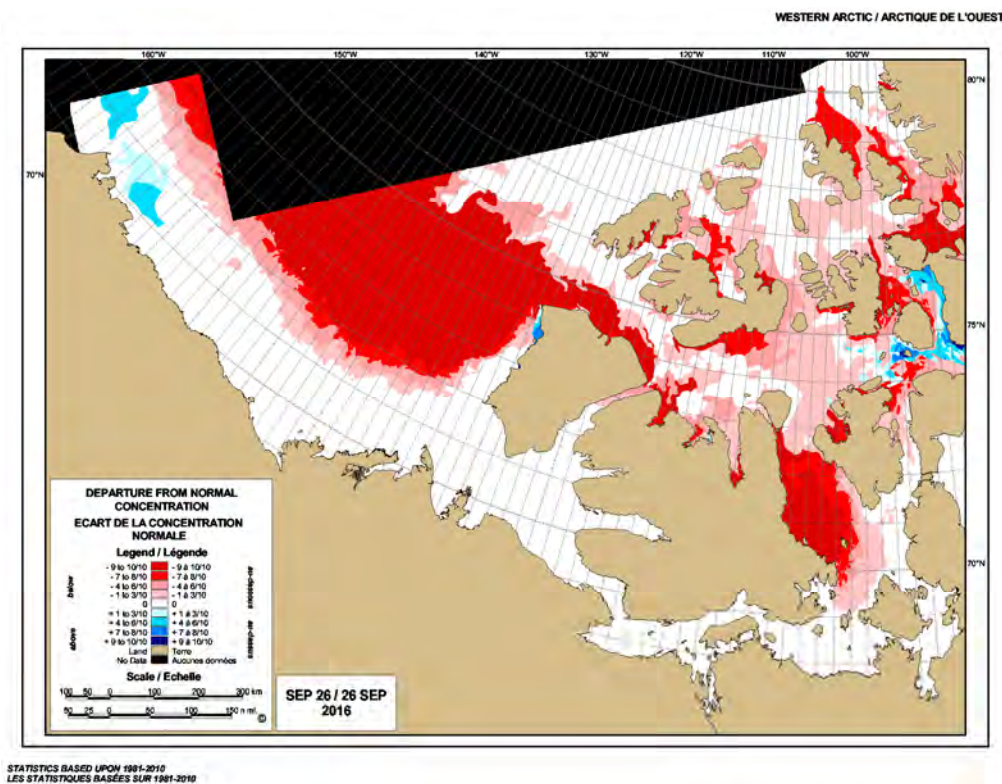 WESTERN ARCTIC / ARCTIQUE DE L'OUEST
160°W 150°W 140°W 130°W 120°W 110°W 100°W
80°N
70°N
75°N
70°N
DEPARTURE FROM NORMAL
CONCENTRATION
ECART DE LA CONCENTRATION
NORMALE
Legend / Légende
below
au-dessous
- 9 to 10/10 - 9 à 10/10
- 7 to 8/10 - 7 à 8/10
- 4 to 6/10 - 4 à 6/10
- 1 to 3/10 - 1 à 3/10
0 0
+ 1 to 3/10 + 1 à 3/10
+ 4 to 6/10 + 4 à 6/10
+ 7 to 8/10 + 7 à 8/10
+ 9 to 10/10 + 9 à 10/10
above
au-dessus
Land Terre
No Data Aucunes données
Scale / Echelle
100 50 0 100 200 300 km
50 25 0 50 100 150 n mi.
©
SEP 26 / 26 SEP
2016
STATISTICS BASED UPON 1981-2010
LES STATISTIQUES BASÉES SUR 1981-2010